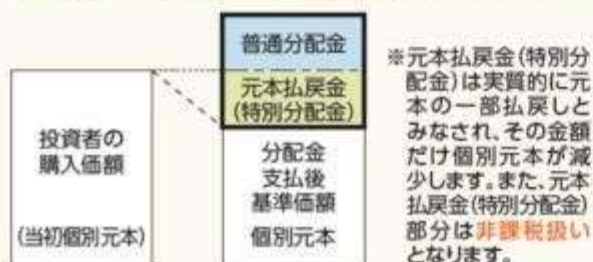 普通分配金
元本払戻金
(特別分配金)
投資者の
購入価額
(当初個別元本)
分配金
支払後
基準価額
個別元本
※元本払戻金(特別分
配金)は実質的に元
本の一部払戻しと
みなされ、その金額
だけ個別元本が減
少します。また、元本
払戻金(特別分配金)
部分は非課税扱い
となります。